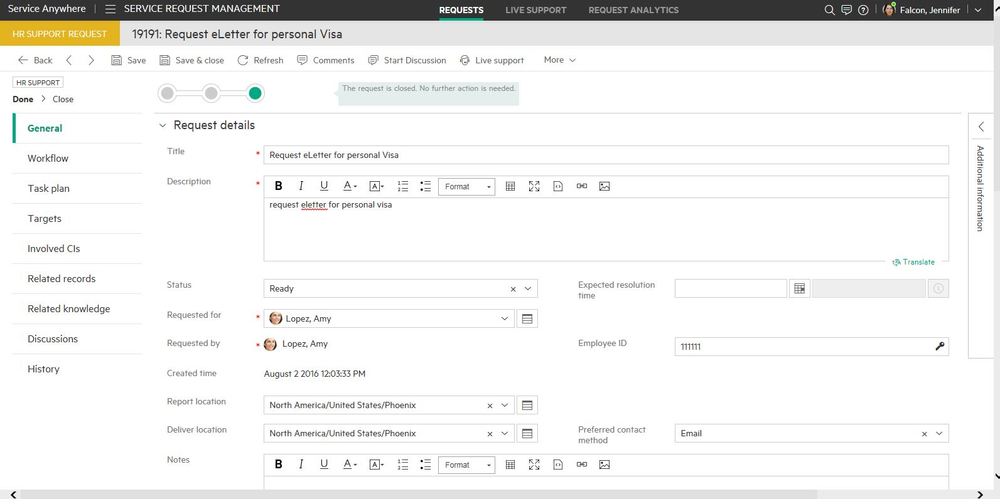 Service Anywhere
SERVICE REQUEST MANAGEMENT
REQUESTS
LIVE SUPPORT
REQUEST ANALYTICS
Falcon, Jennifer
HR SUPPORT REQUEST
19191: Request eLetter for personal Visa
Back
Save
Save & close
Refresh
Comments
Start Discussion
Live support
More
HR SUPPORT
Done > Close
The request is closed. No further action is needed.
General
Workflow
Task plan
Targets
Involved CIs
Related records
Related knowledge
Discussions
History
Request details
Title * Request eLetter for personal Visa
Description *
B I U A A Format
request eletter for personal visa
Translate
Status Ready
Expected resolution
time
Requested for * Lopez, Amy
Requested by * Lopez, Amy
Employee ID 111111
Created time August 2 2016 12:03:33 PM
Report location North America/United States/Phoenix
Deliver location North America/United States/Phoenix
Preferred contact
method
Email
Notes
B I U A A Format
Additional information